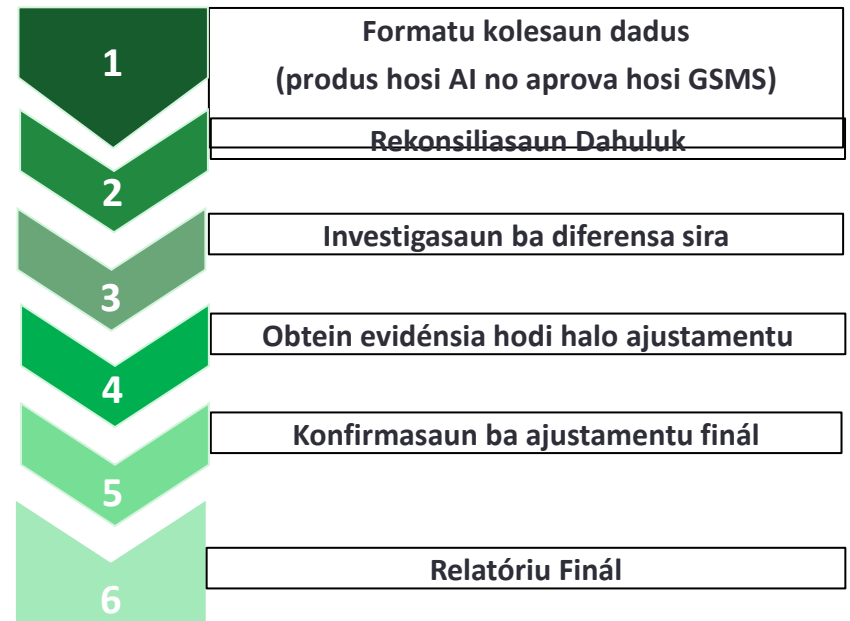 1
Formatu kolesaun dadus
(produs hosi AI no aprova hosi GSMS)
2
Rekonsiliasaun Dahuluk
3
Investigasaun ba diferensa sira
4
Obtein evidénsia hodi halo ajustamentu
5
Konfirmasaun ba ajustamentu finál
6
Relatóriu Finál